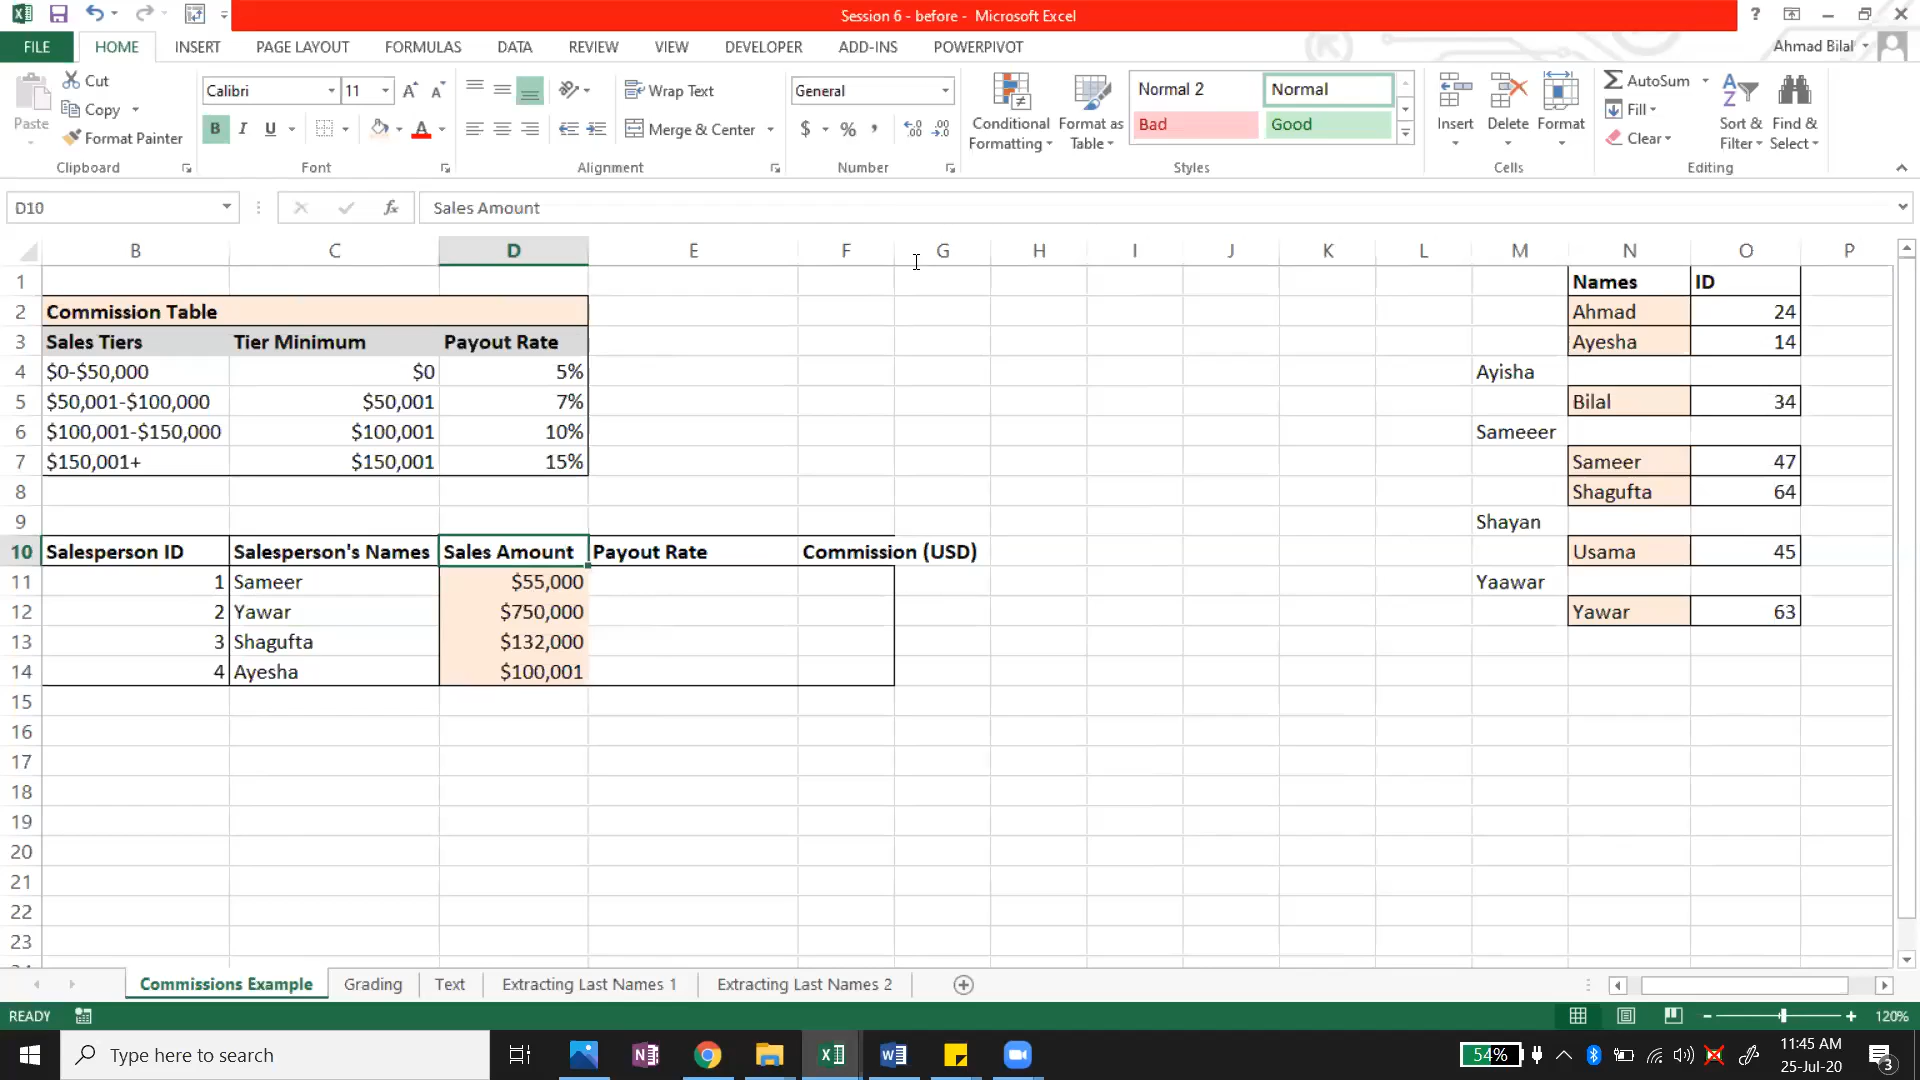 Session 6 - before - Microsoft Excel
?
FILE HOME INSERT PAGE LAYOUT FORMULAS DATA REVIEW VIEW DEVELOPER ADD-INS POWERPIVOT Ahmad Bilal
Paste Cut Copy Format Painter Clipboard
Calibri 11 A A B I U A Font
Wrap Text Merge & Center Alignment
General $ % , .00 .0 Number
Conditional Formatting Format as Table Normal 2 Normal Bad Good Styles
Insert Delete Format Cells
AutoSum Fill Clear Sort & Filter Find & Select Editing
D10 fx Sales Amount
B C D E F G H I J K L M N O P
1 Names ID
2 Commission Table Ahmad 24
3 Sales Tiers Tier Minimum Payout Rate Ayesha 14
4 $0-$50,000 $0 5% Ayisha
5 $50,001-$100,000 $50,001 7% Bilal 34
6 $100,001-$150,000 $100,001 10% Sameeer
7 $150,001+ $150,001 15% Sameer 47
8 Shagufta 64
9 Shayan
10 Salesperson ID Salesperson's Names Sales Amount Payout Rate Commission (USD) Usama 45
11 1 Sameer $55,000 Yaawar
12 2 Yawar $750,000 Yawar 63
13 3 Shagufta $132,000
14 4 Ayesha $100,001
15
16
17
18
19
20
21
22
23
Commissions Example Grading Text Extracting Last Names 1 Extracting Last Names 2
READY 120%
Type here to search 54% 11:45 AM
25-Jul-20 3